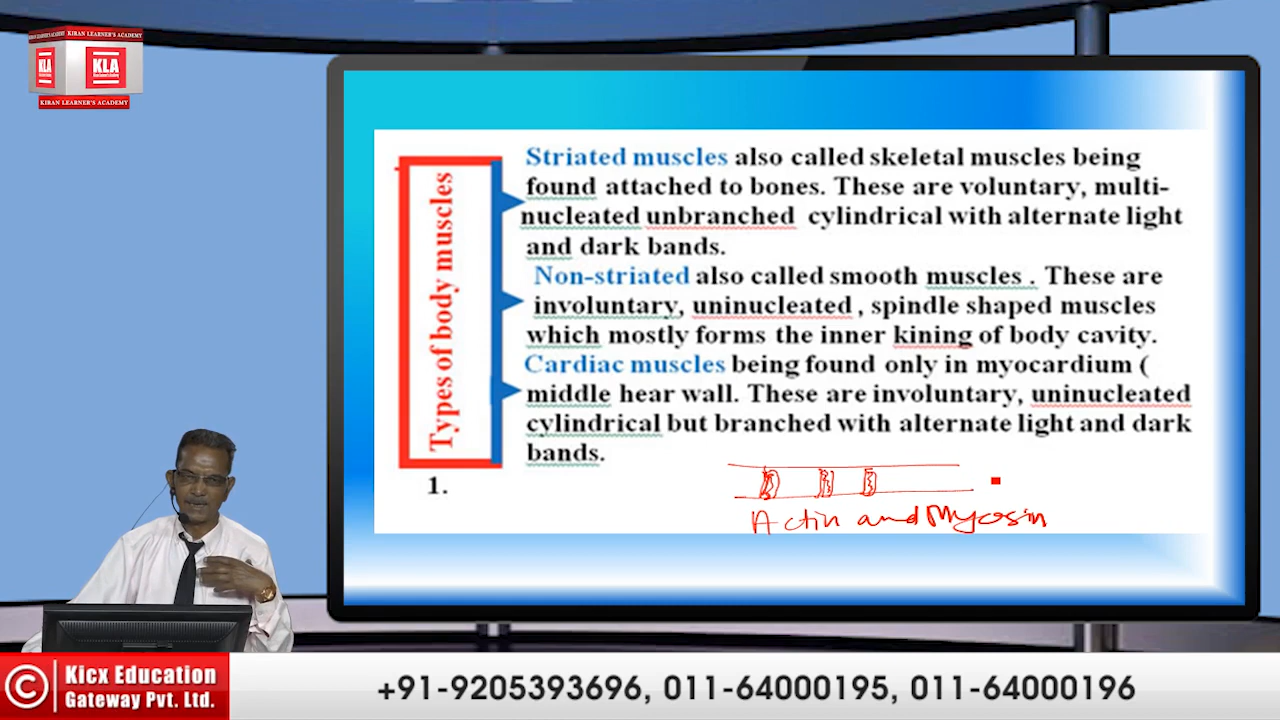 KIRAN LEARNER'S ACADEMY
KLA
KLA
KIRAN LEARNER'S ACADEMY
Types of body muscles
Striated muscles also called skeletal muscles being
found attached to bones. These are voluntary, multi-
nucleated unbranched cylindrical with alternate light
and dark bands.
Non-striated also called smooth muscles . These are
involuntary, uninucleated , spindle shaped muscles
which mostly forms the inner kining of body cavity.
Cardiac muscles being found only in myocardium (
middle hear wall. These are involuntary, uninucleated
cylindrical but branched with alternate light and dark
bands.
1.
Actin and Myosin
© Kicx Education
Gateway Pvt. Ltd.
+91-9205393696, 011-64000195, 011-64000196